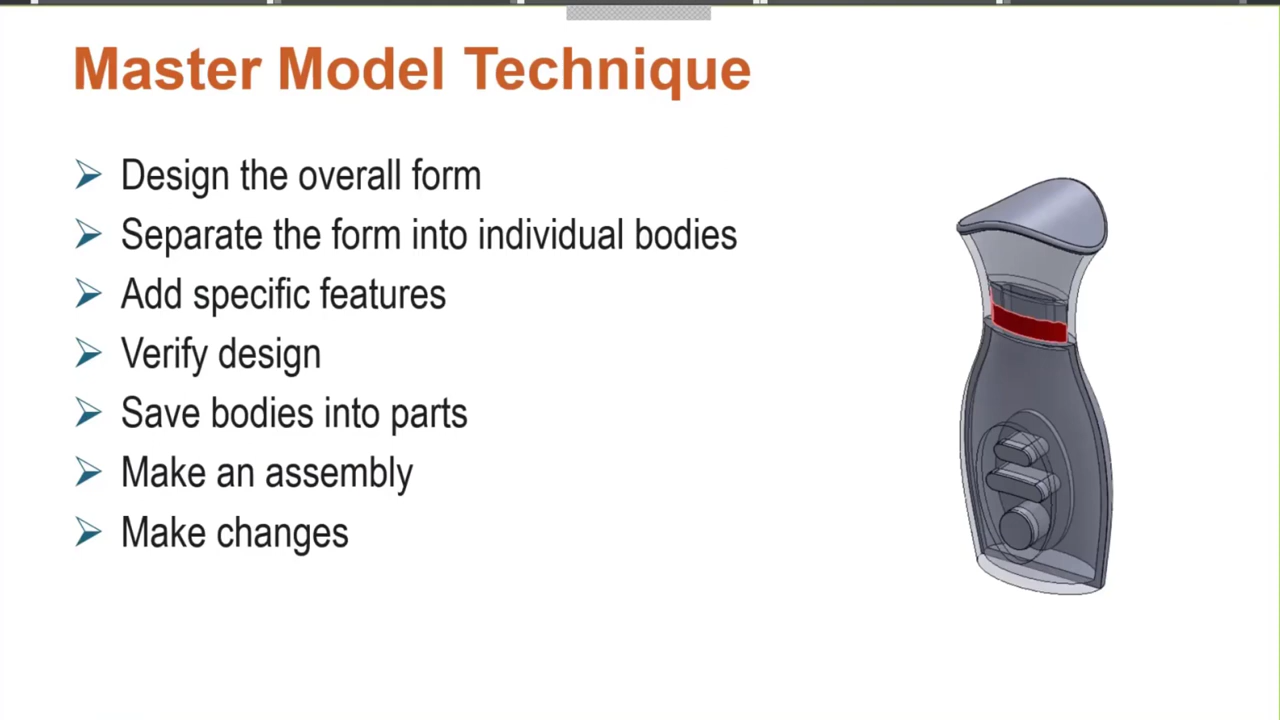 Master Model Technique
Design the overall form
Separate the form into individual bodies
Add specific features
Verify design
Save bodies into parts
Make an assembly
Make changes